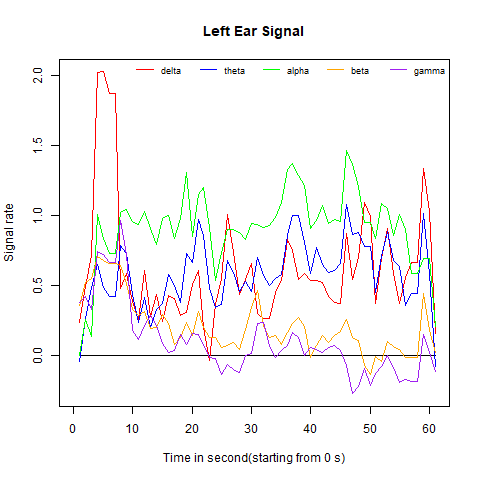 Left Ear Signal
delta theta alpha beta gamma
Signal rate
2.0
1.5
1.0
0.5
0.0
0 10 20 30 40 50 60
Time in second(starting from 0 s)